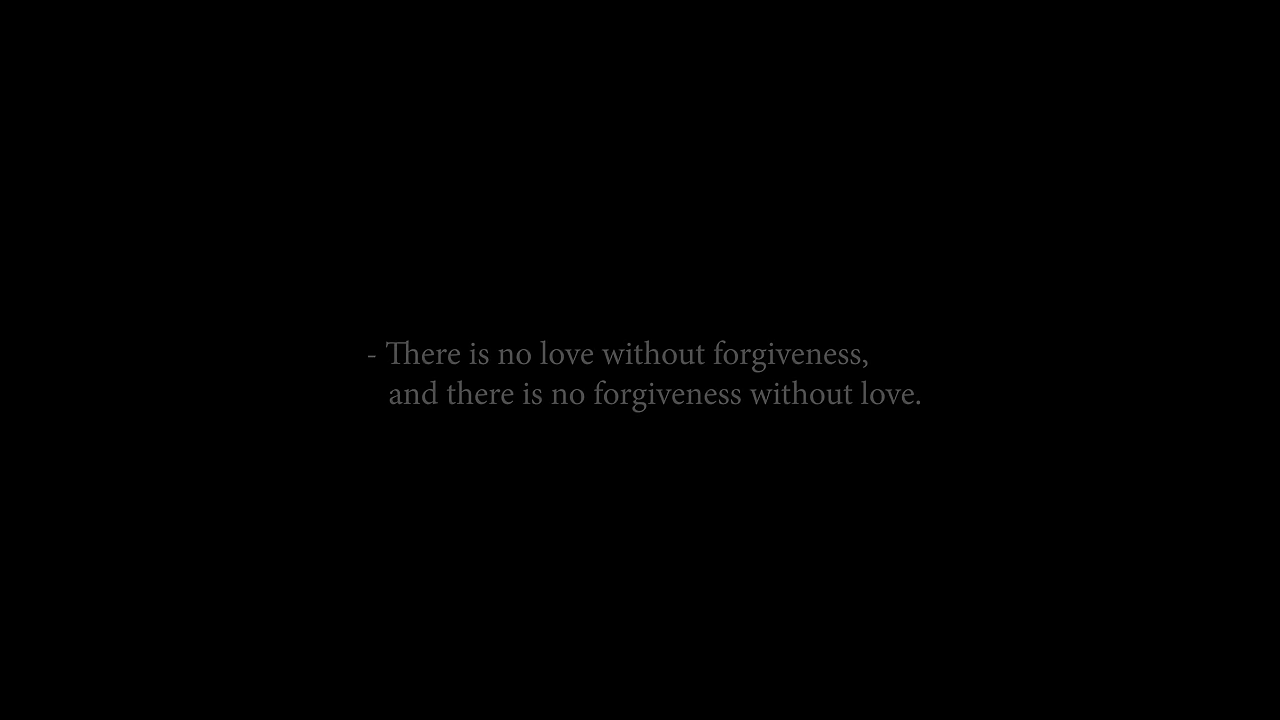 - There is no love without forgiveness,
and there is no forgiveness without love.